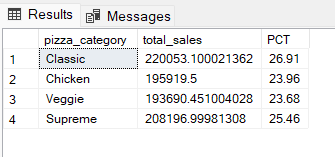 Results Messages
pizza_category total_sales PCT
1 Classic 220053.100021362 26.91
2 Chicken 195919.5 23.96
3 Veggie 193690.451004028 23.68
4 Supreme 208196.99981308 25.46